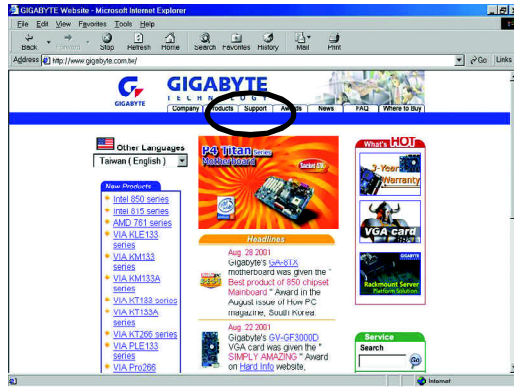 GIGABYTE Website - Microsoft Internet Explorer
File Edit View Favorites Tools Help
Back Forward Stop Refresh Home Search Favorites History Mail Print
Address http://www.gigabyte.com.tw/ Go Links
GIGABYTE
GIGABYTE
TECHNOLOGY
Company Products Support Awards News FAQ Where to Buy
Other Languages
Taiwan ( English )
New Products
Intel 850 series
Intel 815 series
AMD 761 series
VIA KLE133
series
VIA KM133
series
VIA KM133A
series
VIA KT133 series
VIA KT133A
series
VIA KT266 series
VIA PLE133
series
VIA Pro266
P4 Titan Series
Motherboard
Socket 478
Headlines
Aug. 28 2001
Gigabyte's GA-8TX
motherboard was given the "
Best product of 850 chipset
Mainboard " Award in the
August issue of How PC
magazine, South Korea.
Aug. 22 2001
Gigabyte's GV-GF3000D
VGA card was given the "
SIMPLY AMAZING " Award
on Hard Info website,
What's HOT
3-Year
Warranty
VGA card
GIGABYTE
Rackmount Server
Platform Solution
Service
Search
Go
Internet